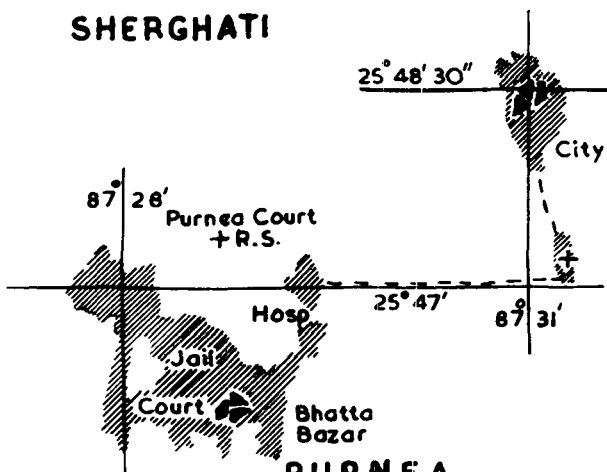 SHERGHATI
25° 48' 30"
City
87° 28'
Purnea Court
+ R.S.
25° 47'
87° 31'
Hosp
Jail
Court
Bhatta
Bazar
PURNEA